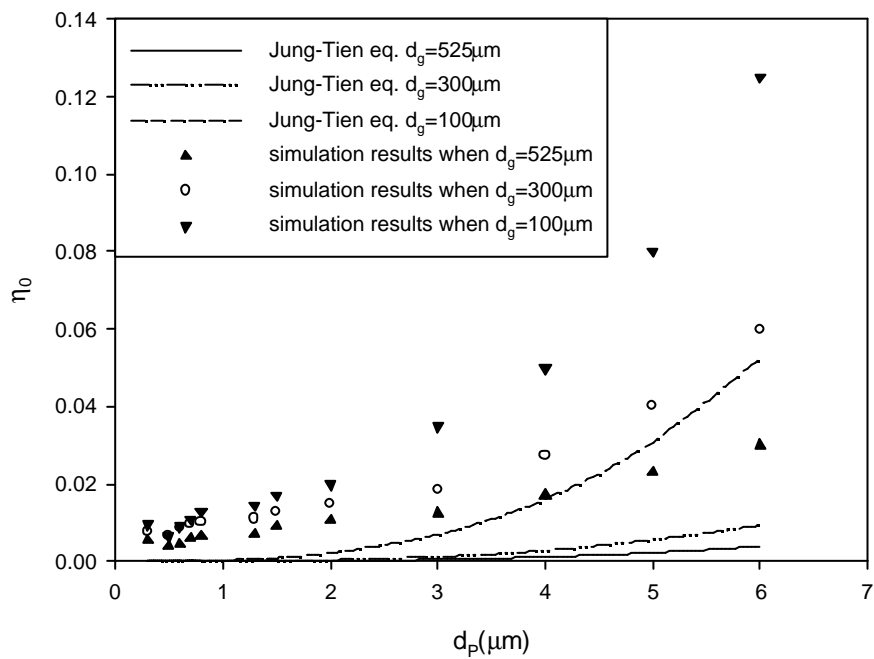 0.14
0.12
0.10
0.08
0.06
0.04
0.02
0.00
η₀
Jung-Tien eq. dg=525μm
Jung-Tien eq. dg=300μm
Jung-Tien eq. dg=100μm
simulation results when dg=525μm
simulation results when dg=300μm
simulation results when dg=100μm
0 1 2 3 4 5 6 7
dP(μm)